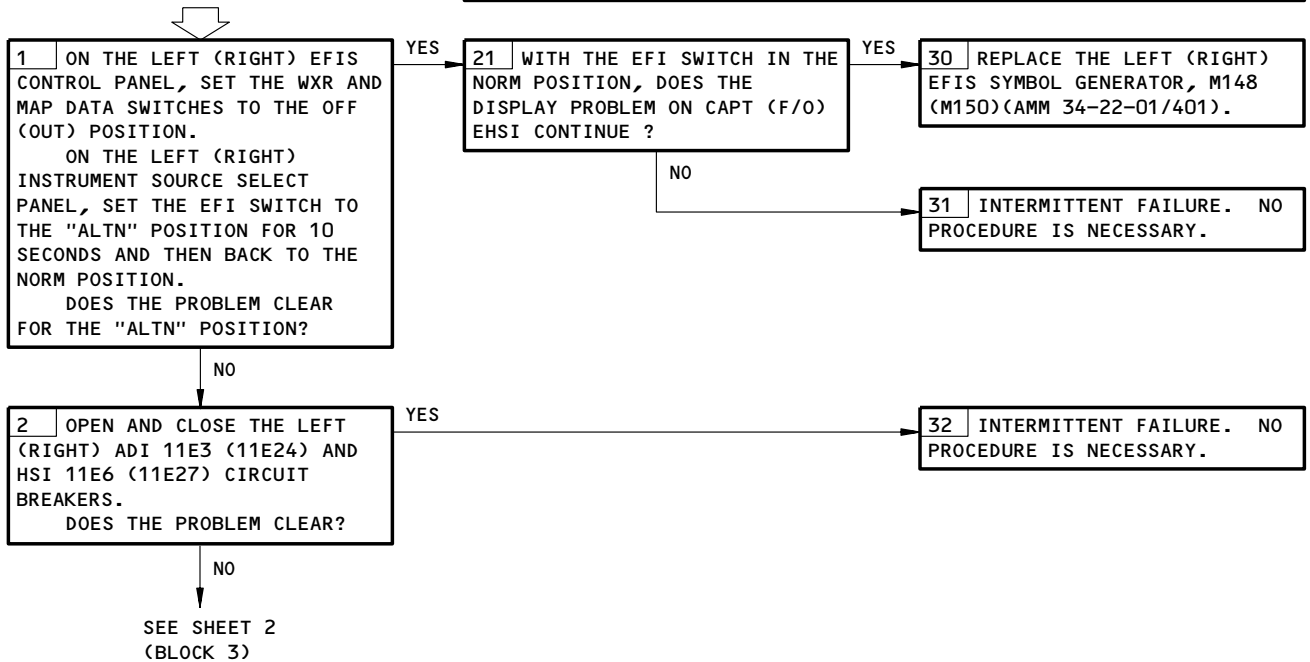 1 ON THE LEFT (RIGHT) EFIS
CONTROL PANEL, SET THE WXR AND
MAP DATA SWITCHES TO THE OFF
(OUT) POSITION.
ON THE LEFT (RIGHT)
INSTRUMENT SOURCE SELECT
PANEL, SET THE EFI SWITCH TO
THE "ALTN" POSITION FOR 10
SECONDS AND THEN BACK TO THE
NORM POSITION.
DOES THE PROBLEM CLEAR
FOR THE "ALTN" POSITION?
YES
21 WITH THE EFI SWITCH IN THE
NORM POSITION, DOES THE
DISPLAY PROBLEM ON CAPT (F/O)
EHSI CONTINUE ?
YES
30 REPLACE THE LEFT (RIGHT)
EFIS SYMBOL GENERATOR, M148
(M150)(AMM 34-22-01/401).
NO
31 INTERMITTENT FAILURE. NO
PROCEDURE IS NECESSARY.
NO
2 OPEN AND CLOSE THE LEFT
(RIGHT) ADI 11E3 (11E24) AND
HSI 11E6 (11E27) CIRCUIT
BREAKERS.
DOES THE PROBLEM CLEAR?
YES
32 INTERMITTENT FAILURE. NO
PROCEDURE IS NECESSARY.
NO
SEE SHEET 2
(BLOCK 3)